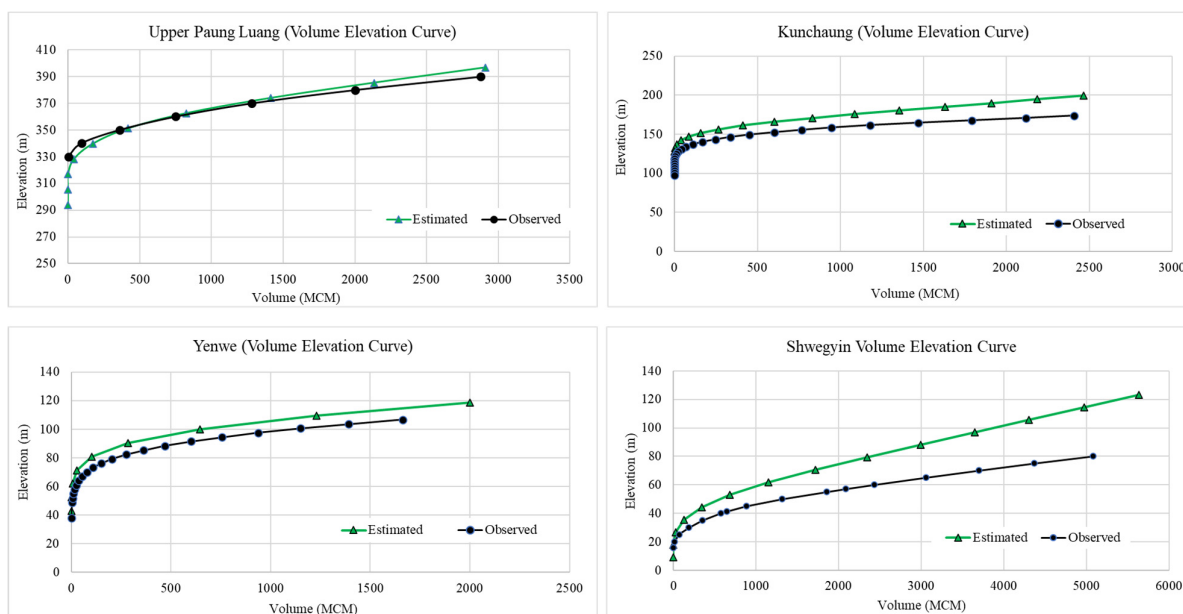 Upper Paung Luang (Volume Elevation Curve)
410
390
370
350
330
310
290
270
250
Elevation (m)
Estimated
Observed
0
500
1000
1500
2000
2500
3000
3500
Volume (MCM)
Kunchaung (Volume Elevation Curve)
250
200
150
100
50
0
Elevation (m)
Estimated
Observed
0
500
1000
1500
2000
2500
3000
Volume (MCM)
Yenwe (Volume Elevation Curve)
140
120
100
80
60
40
20
0
Elevation (m)
Estimated
Observed
0
500
1000
1500
2000
2500
Volume (MCM)
Shwegyin Volume Elevation Curve
140
120
100
80
60
40
20
0
Elevation (m)
Estimated
Observed
0
1000
2000
3000
4000
5000
6000
Volume (MCM)